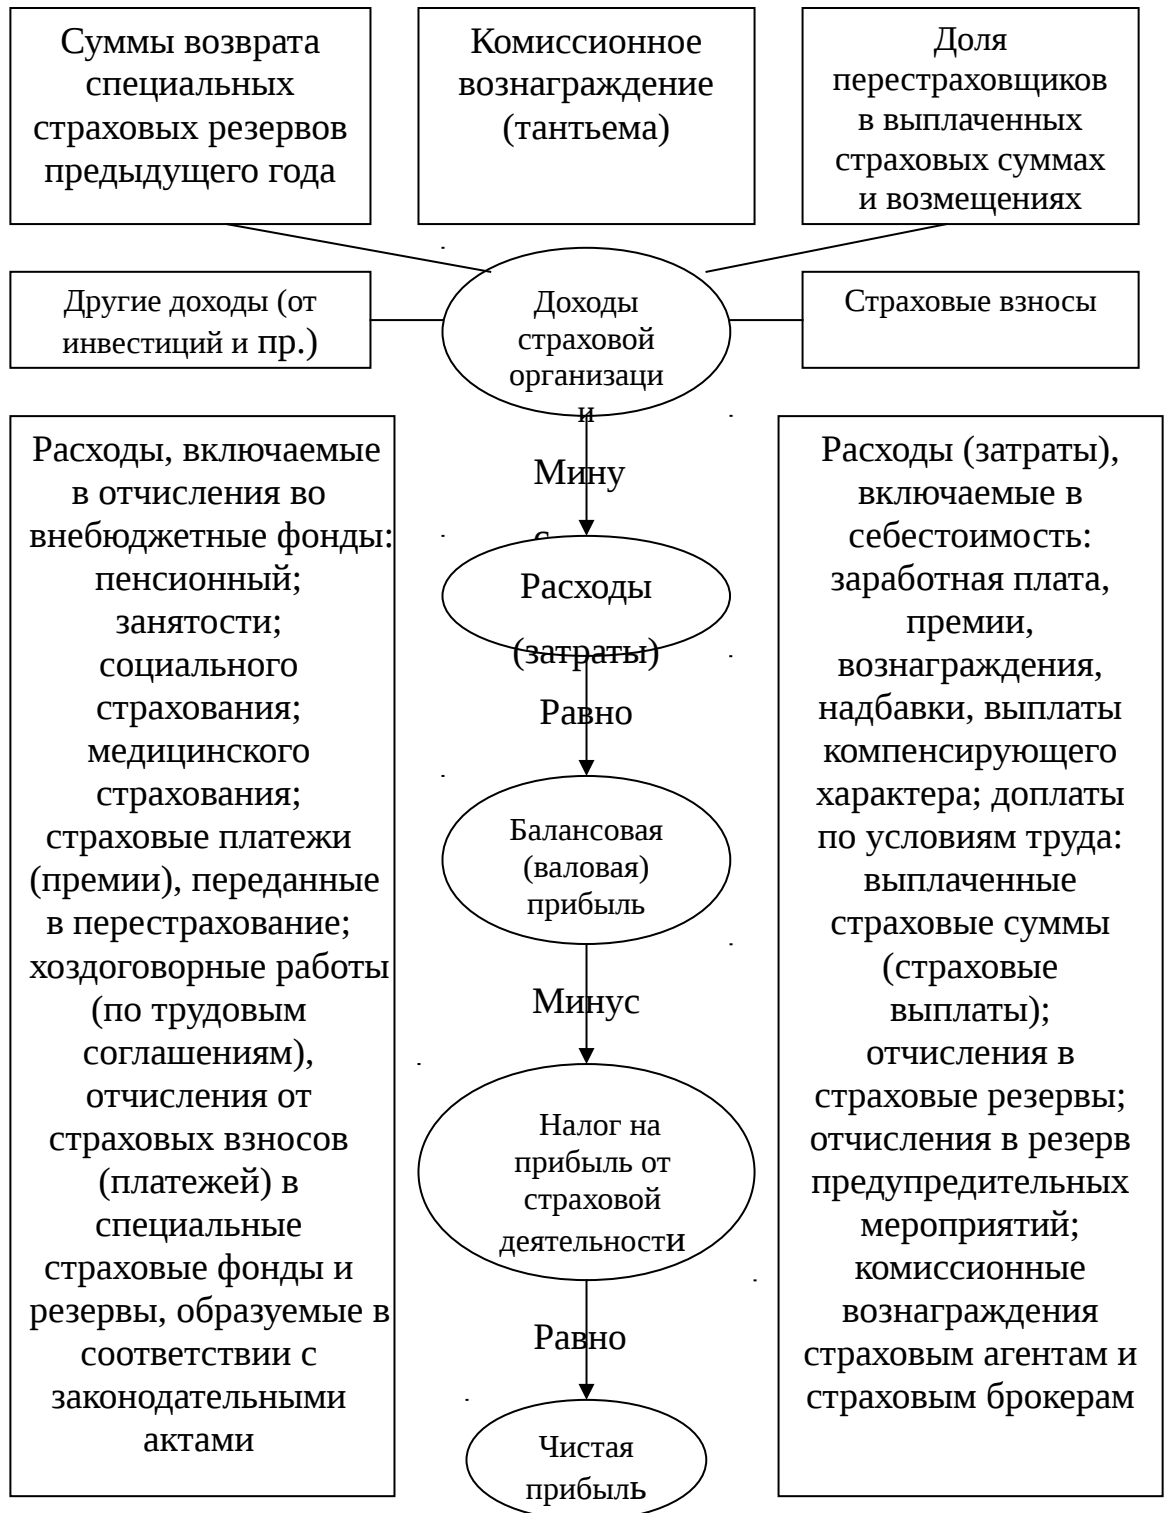 Суммы возврата
специальных
страховых резервов
предыдущего года
Комиссионное
вознаграждение
(тантьема)
Доля
перестраховщиков
в выплаченных
страховых суммах
и возмещениях
Другие доходы (от
инвестиций и пр.)
Доходы
страховой
организаци
и
Страховые взносы
Расходы, включаемые
в отчисления во
внебюджетные фонды:
пенсионный;
занятости;
социального
страхования;
медицинского
страхования;
страховые платежи
(премии), переданные
в перестрахование;
хоздоговорные работы
(по трудовым
соглашениям),
отчисления от
страховых взносов
(платежей) в
специальные
страховые фонды и
резервы, образуемые в
соответствии с
законодательными
актами
Мину
с
Расходы
(затраты)
Равно
Балансовая
(валовая)
прибыль
Минус
Налог на
прибыль от
страховой
деятельности
Равно
Чистая
прибыль
Расходы (затраты),
включаемые в
себестоимость:
заработная плата,
премии,
вознаграждения,
надбавки, выплаты
компенсирующего
характера; доплаты
по условиям труда:
выплаченные
страховые суммы
(страховые
выплаты);
отчисления в
страховые резервы;
отчисления в резерв
предупредительных
мероприятий;
комиссионные
вознаграждения
страховым агентам и
страховым брокерам